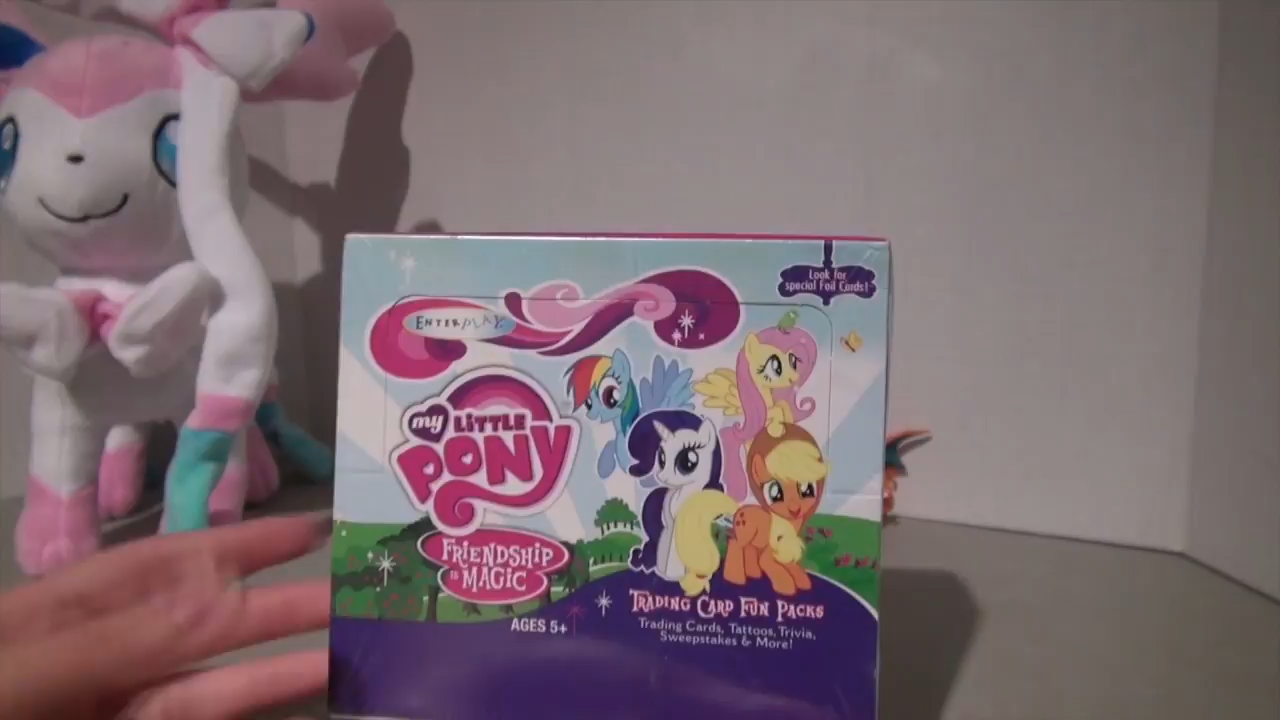 Look for
special Foil Cards!
ENTERPLAY
my LiTTLE
PONY
FRiENDSHiP
is MAGiC
AGES 5+
TRADING CARD FUN PACKS
Trading Cards, Tattoos, Trivia,
Sweepstakes & More!